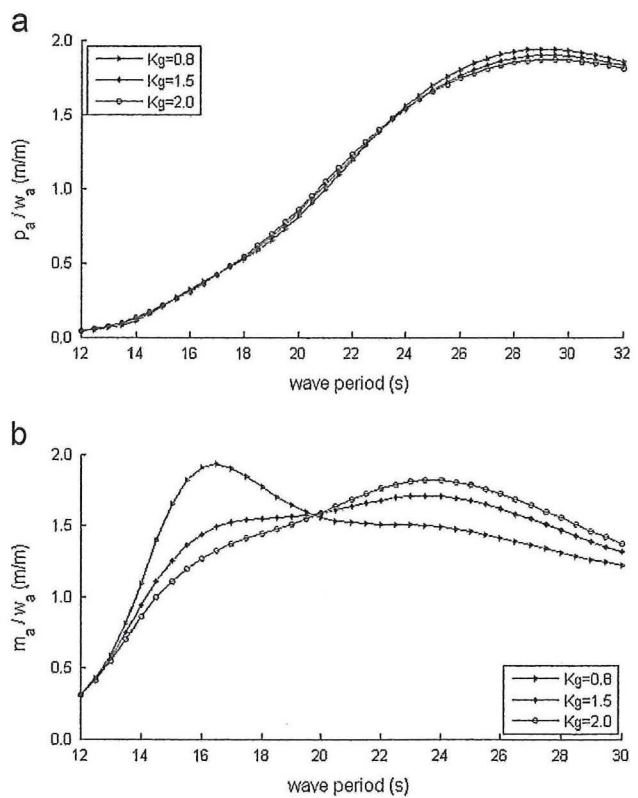 a
2.0
1.5
1.0
0.5
0.0
p_a / w_a (m/m)
Kg=0.8
Kg=1.5
Kg=2.0
12 14 16 18 20 22 24 26 28 30 32
wave period (s)
b
2.0
1.5
1.0
0.5
0.0
m_a / w_a (m/m)
Kg=0.8
Kg=1.5
Kg=2.0
12 14 16 18 20 22 24 26 28 30
wave period (s)